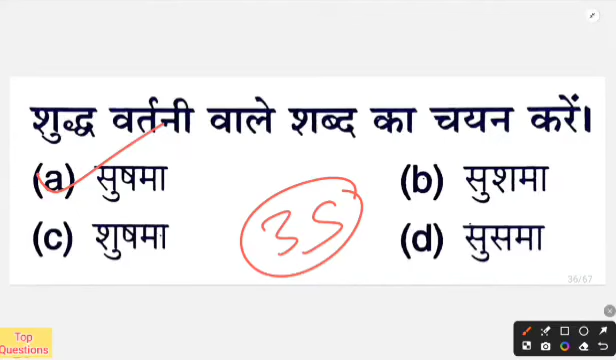 शुद्ध वर्तनी वाले शब्द का चयन करें।
(a) सुषमा (b) सुशमा
(c) शुषमा (d) सुसमा
35
36/67
Top
Questions